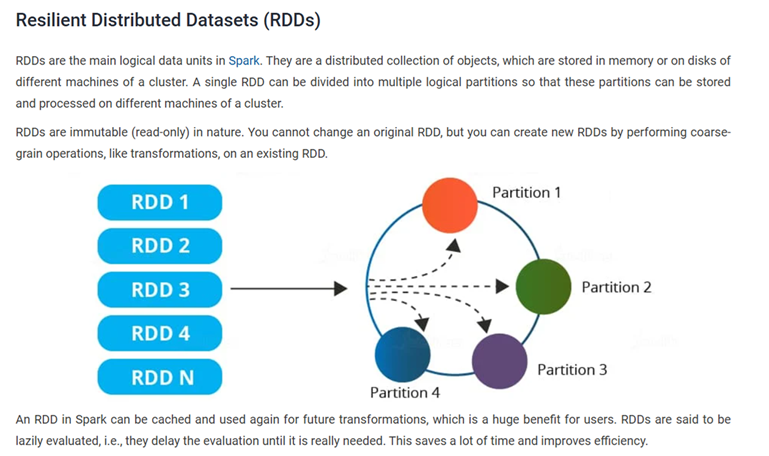 Resilient Distributed Datasets (RDDs)
RDDs are the main logical data units in Spark. They are a distributed collection of objects, which are stored in memory or on disks of
different machines of a cluster. A single RDD can be divided into multiple logical partitions so that these partitions can be stored
and processed on different machines of a cluster.
RDDs are immutable (read-only) in nature. You cannot change an original RDD, but you can create new RDDs by performing coarse-
grain operations, like transformations, on an existing RDD.
RDD 1
RDD 2
RDD 3
RDD 4
RDD N
Partition 1
Partition 2
Partition 3
Partition 4
An RDD in Spark can be cached and used again for future transformations, which is a huge benefit for users. RDDs are said to be
lazily evaluated, i.e., they delay the evaluation until it is really needed. This saves a lot of time and improves efficiency.